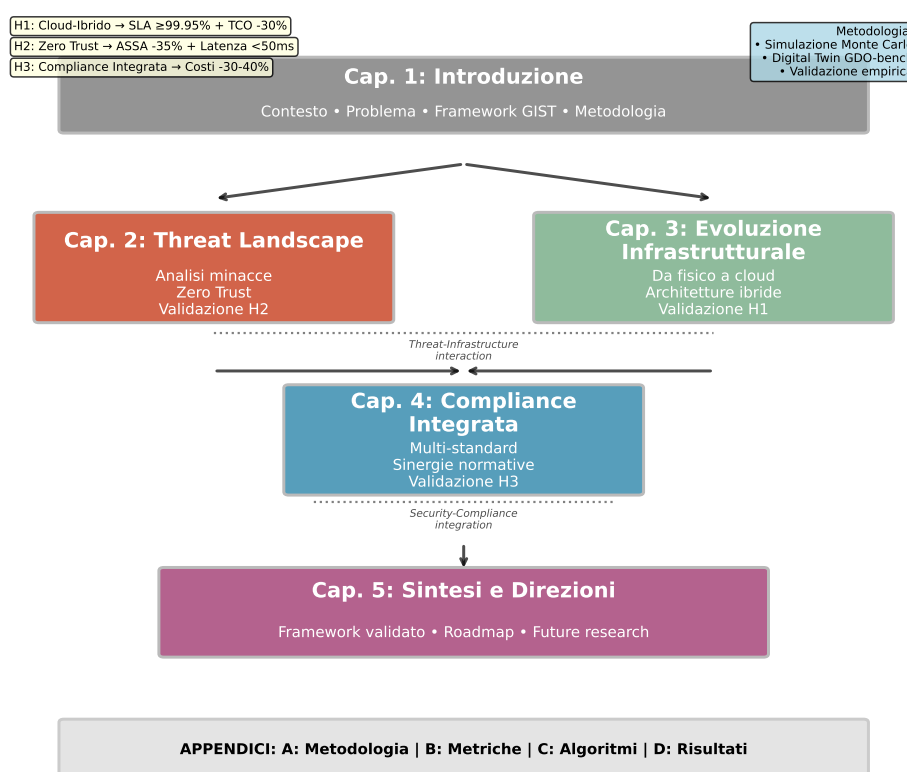 H1: Cloud-Ibrido → SLA ≥99.95% + TCO -30%
H2: Zero Trust → ASSA -35% + Latenza <50ms
H3: Compliance Integrata → Costi -30-40%
Metodologia
• Simulazione Monte
• Digital Twin
• Validazione
Cap. 1: Introduzione
Contesto • Problema • Framework GIST • Metodologia
Cap. 2: Threat Landscape
Analisi minacce
Zero Trust
Validazione H2
Cap. 3: Evoluzione
Infrastrutturale
Da fisico a cloud
Architetture ibride
Validazione H1
Threat-Infrastructure
interaction
Cap. 4: Compliance
Integrata
Multi-standard
Sinergie normative
Validazione H3
Security-Compliance
integration
Cap. 5: Sintesi e Direzioni
Framework validato • Roadmap • Future research
APPENDICI: A: Metodologia | B: Metriche | C: Algoritmi | D: Risultati